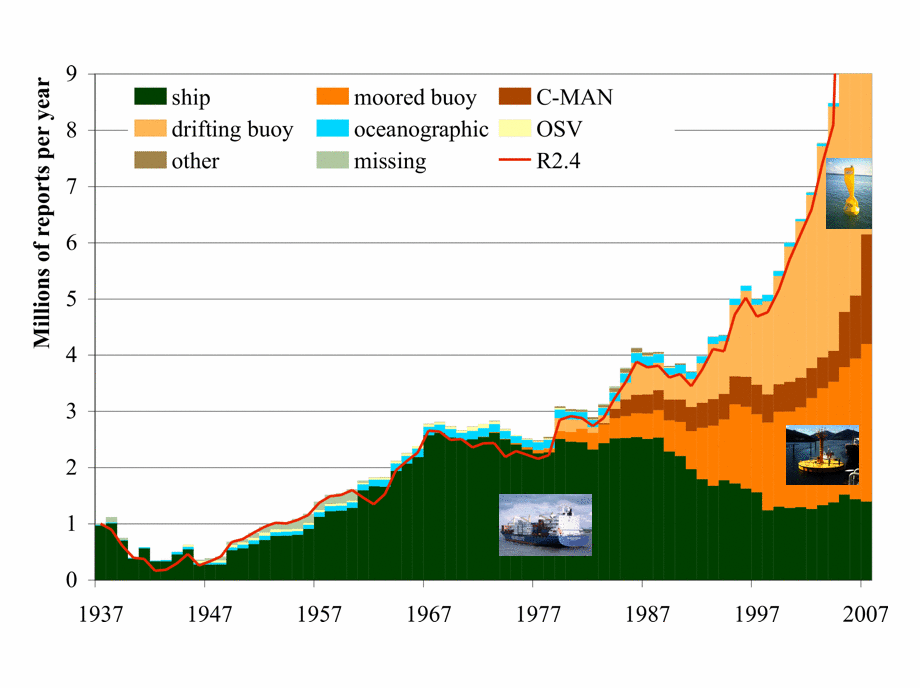 Millions of reports per year
9
8
7
6
5
4
3
2
1
0
ship
moored buoy
C-MAN
drifting buoy
oceanographic
OSV
other
missing
R2.4
1937 1947 1957 1967 1977 1987 1997 2007